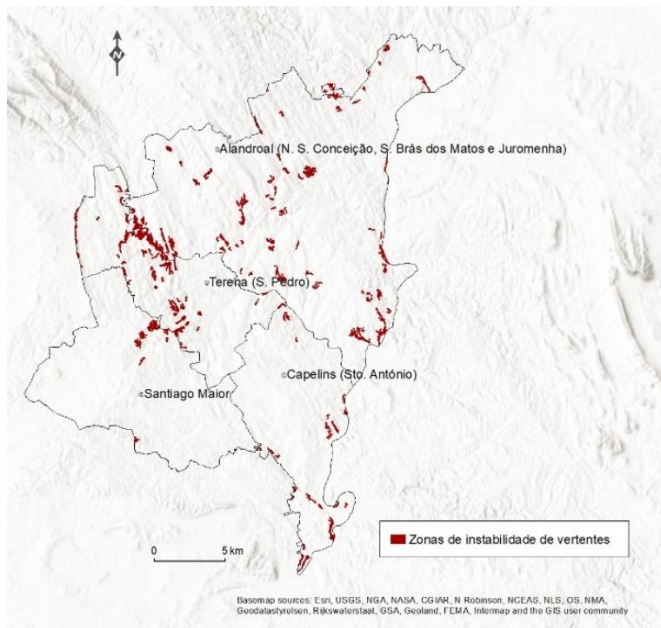 N
Alandroal (N. S. Conceição, S. Brás dos Matos e Juromenha)
Terena (S. Pedro)
Capelins (Sto. António)
Santiago Maior
Zonas de instabilidade de vertentes
0 5 km
Basemap sources: Esri, USGS, NGA, NASA, CGIAR, N Robinson, NCEAS, NLS, OS, NMA,
Geodatastyrelsen, Rijkswaterstaat, GSA, Geoland, FEMA, Intermap and the GIS user community